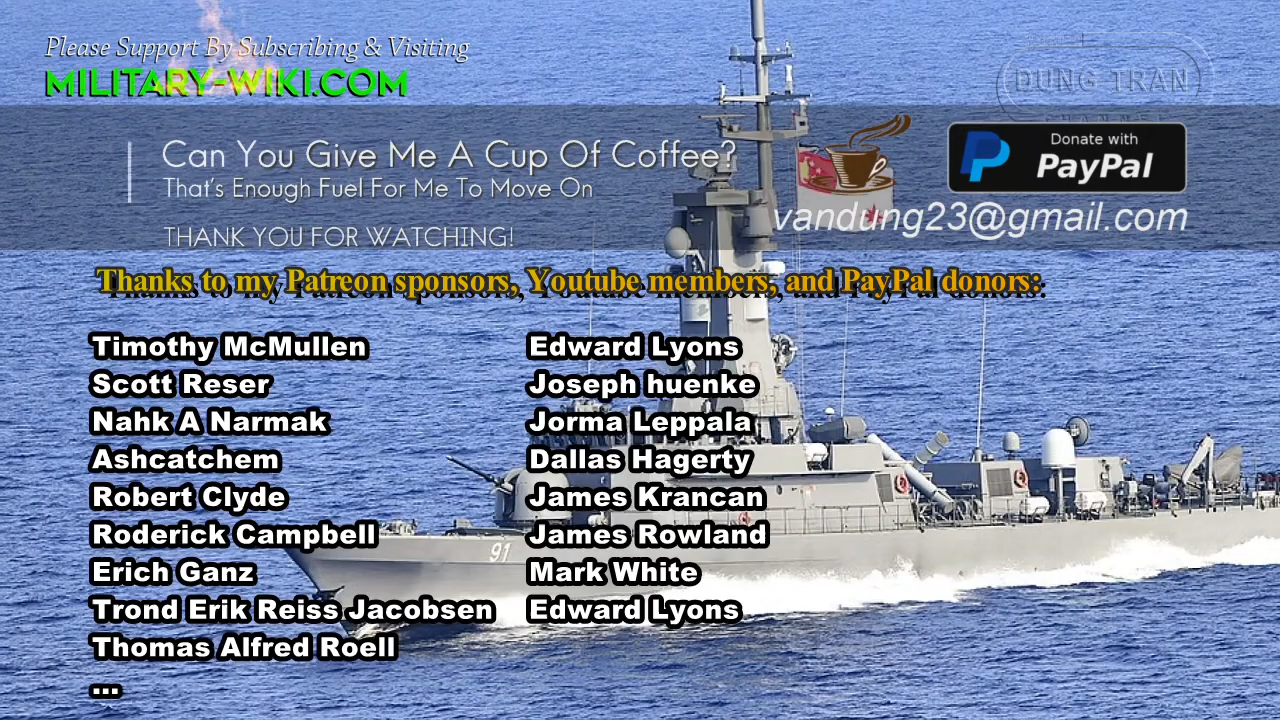 Please Support By Subscribing & Visiting
MILITARY-WIKI.COM
DUNG TRAN
CHANNEL
Can You Give Me A Cup Of Coffee?
That's Enough Fuel For Me To Move On
THANK YOU FOR WATCHING!
Donate with
PayPal
vandung23@gmail.com
Thanks to my Patreon sponsors, Youtube members, and PayPal donors:
Timothy McMullen
Scott Reser
Nahk A Narmak
Ashcatchem
Robert Clyde
Roderick Campbell
Erich Ganz
Trond Erik Reiss Jacobsen
Thomas Alfred Roell
...
Edward Lyons
Joseph huenke
Jorma Leppala
Dallas Hagerty
James Krancan
James Rowland
Mark White
Edward Lyons
91